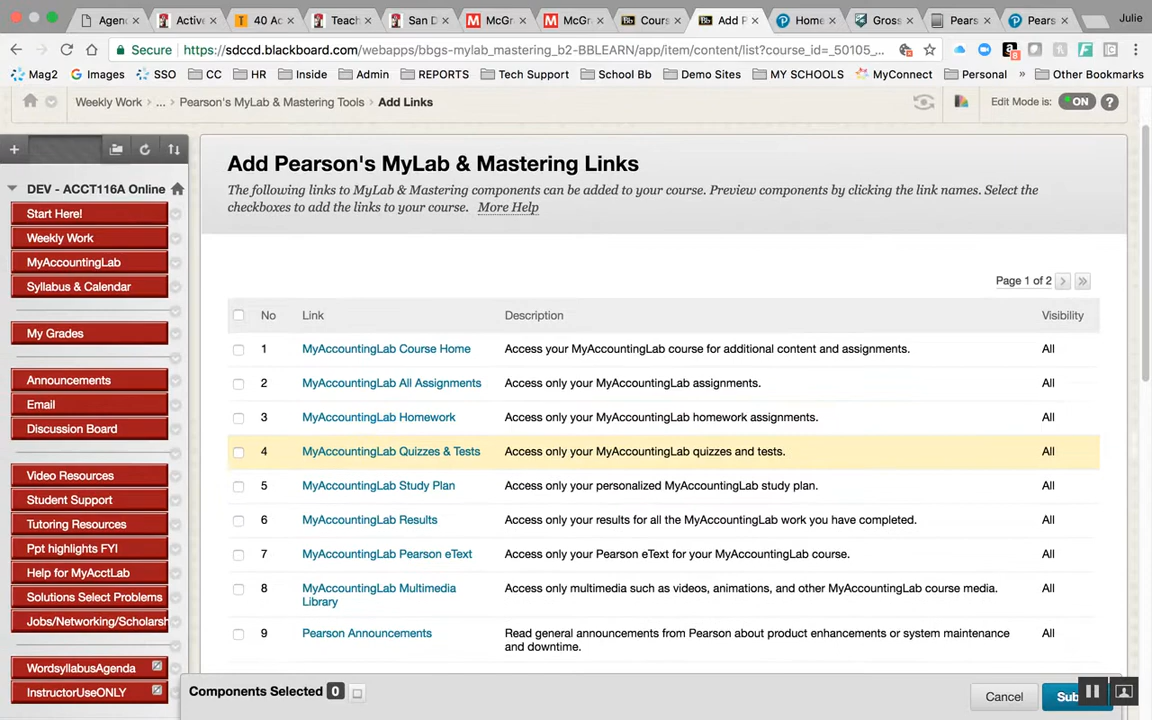 Agenc
Active
40 Ac
Teach
San D
McGr
McGr
Cours
Add P
Home
Gross
Pears
Pears
Julie
Secure
https://sdccd.blackboard.com/webapps/bbgs-mylab_mastering_b2-BBLEARN/app/item/content/list?course_id=_50105_...
Mag2 Images SSO CC HR Inside Admin REPORTS Tech Support School Bb Demo Sites MY SCHOOLS MyConnect Personal » Other Bookmarks
Weekly Work > ... > Pearson's MyLab & Mastering Tools > Add Links
Edit Mode is: ON ?
DEV - ACCT116A Online
Start Here!
Weekly Work
MyAccountingLab
Syllabus & Calendar
My Grades
Announcements
Email
Discussion Board
Video Resources
Student Support
Tutoring Resources
Ppt highlights FYI
Help for MyAcctLab
Solutions Select Problems
Jobs/Networking/Scholarsh
WordsyllabusAgenda
InstructorUseONLY
Add Pearson's MyLab & Mastering Links
The following links to MyLab & Mastering components can be added to your course. Preview components by clicking the link names. Select the
checkboxes to add the links to your course. More Help
Page 1 of 2 > »
No Link Description Visibility
1 MyAccountingLab Course Home Access your MyAccountingLab course for additional content and assignments. All
2 MyAccountingLab All Assignments Access only your MyAccountingLab assignments. All
3 MyAccountingLab Homework Access only your MyAccountingLab homework assignments. All
4 MyAccountingLab Quizzes & Tests Access only your MyAccountingLab quizzes and tests. All
5 MyAccountingLab Study Plan Access only your personalized MyAccountingLab study plan. All
6 MyAccountingLab Results Access only your results for all the MyAccountingLab work you have completed. All
7 MyAccountingLab Pearson eText Access only your Pearson eText for your MyAccountingLab course. All
8 MyAccountingLab Multimedia Access only multimedia such as videos, animations, and other MyAccountingLab course media. All
Library
9 Pearson Announcements Read general announcements from Pearson about product enhancements or system maintenance All
and downtime.
Components Selected 0
Cancel
Sub